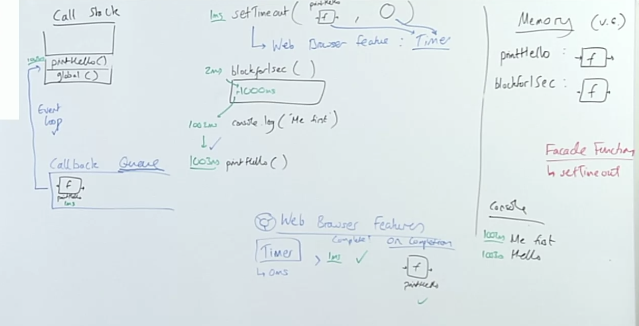 Call Stack
printHello()
global()
Event
Loop
Callback Queue
f
printHello
1ms
1ms setTimeout( f , 0 )
printHello
↳ Web Browser feature : Timer
2ms blockfor1Sec( )
→1000ms
1002ms console.log("Me first")
1003ms printHello()
Web Browser Features
Timer
↳ 0ms
Complete?
1ms ✓
On Completion
f
printHello
✓
Memory
printHello : f
blockfor1Sec : f
Facade Function
↳ setTimeout
Console
1002ms Me first
Hello